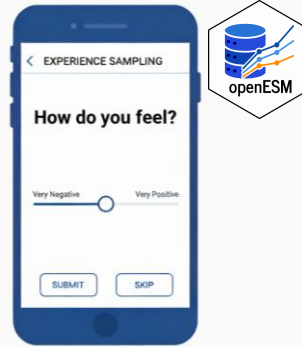 EXPERIENCE SAMPLING
How do you feel?
Very Negative Very Positive
SUBMIT SKIP
openESM